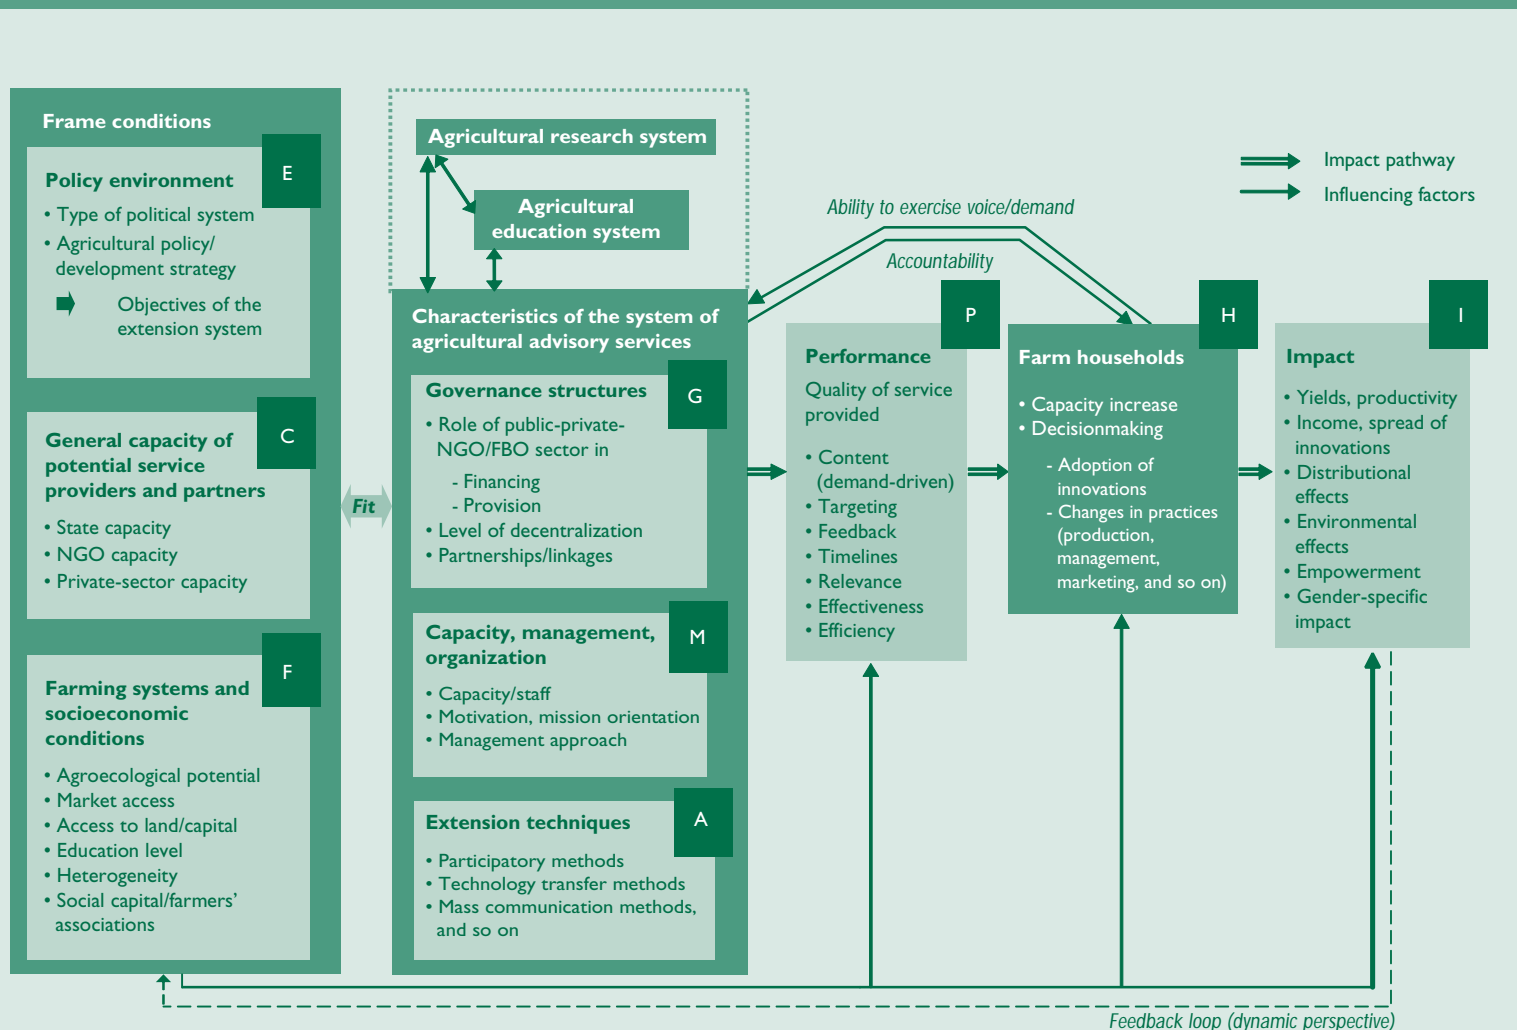 Frame conditions
E
Policy environment
• Type of political system
• Agricultural policy/
development strategy
Objectives of the
extension system
C
General capacity of
potential service
providers and partners
• State capacity
• NGO capacity
• Private-sector capacity
F
Farming systems and
socioeconomic
conditions
• Agroecological potential
• Market access
• Access to land/capital
• Education level
• Heterogeneity
• Social capital/farmers’
associations
Fit
Agricultural research system
Agricultural
education system
Characteristics of the system of
agricultural advisory services
G
Governance structures
• Role of public-private-
NGO/FBO sector in
- Financing
- Provision
• Level of decentralization
• Partnerships/linkages
M
Capacity, management,
organization
• Capacity/staff
• Motivation, mission orientation
• Management approach
A
Extension techniques
• Participatory methods
• Technology transfer methods
• Mass communication methods,
and so on
Ability to exercise voice/demand
Accountability
P
Performance
Quality of service
provided
• Content
(demand-driven)
• Targeting
• Feedback
• Timelines
• Relevance
• Effectiveness
• Efficiency
H
Farm households
• Capacity increase
• Decisionmaking
- Adoption of
innovations
- Changes in practices
(production,
management,
marketing, and so on)
I
Impact
• Yields, productivity
• Income, spread of
innovations
• Distributional
effects
• Environmental
effects
• Empowerment
• Gender-specific
impact
Impact pathway
Influencing factors
Feedback loop (dynamic perspective)